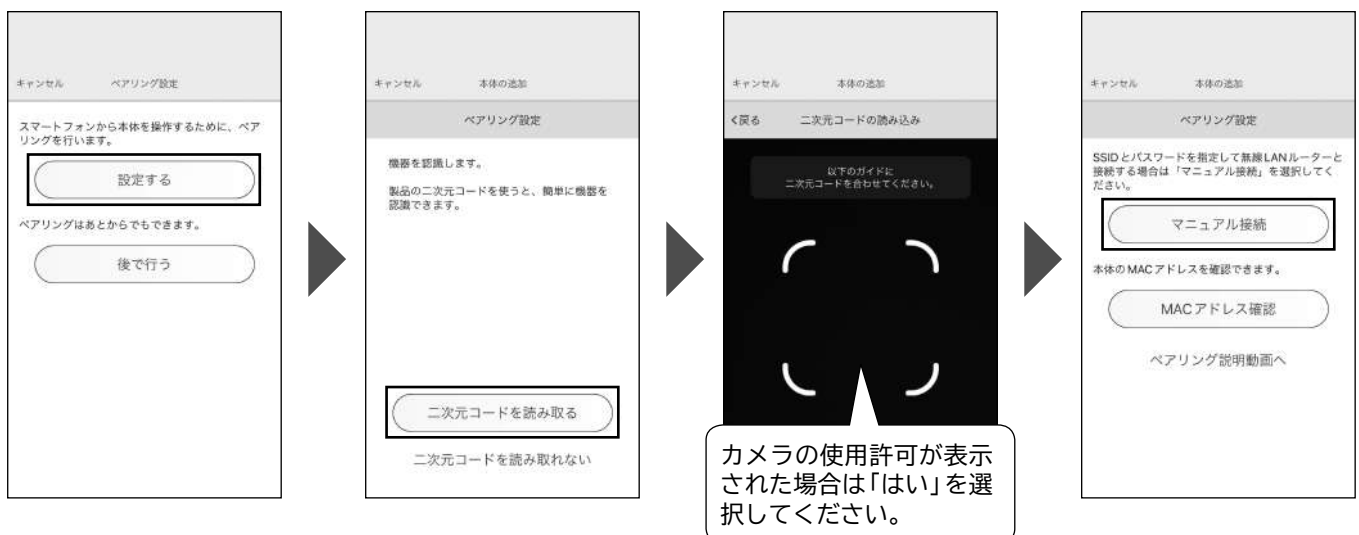 キャンセル
ペアリング設定
スマートフォンから本体を操作するために、ペア
リングを行います。
設定する
ペアリングはあとからでもできます。
後で行う
キャンセル
本体の追加
ペアリング設定
機器を認識します。
製品の二次元コードを使うと、簡単に機器を
認識できます。
二次元コードを読み取る
二次元コードを読み取れない
キャンセル
本体の追加
<戻る
二次元コードの読み込み
以下のガイドに
二次元コードを合わせてください。
カメラの使用許可が表示
された場合は「はい」を選
択してください。
キャンセル
本体の追加
ペアリング設定
SSIDとパスワードを指定して無線LANルーターと
接続する場合は「マニュアル接続」を選択してく
ださい。
マニュアル接続
本体のMACアドレスを確認できます。
MACアドレス確認
ペアリング説明動画へ